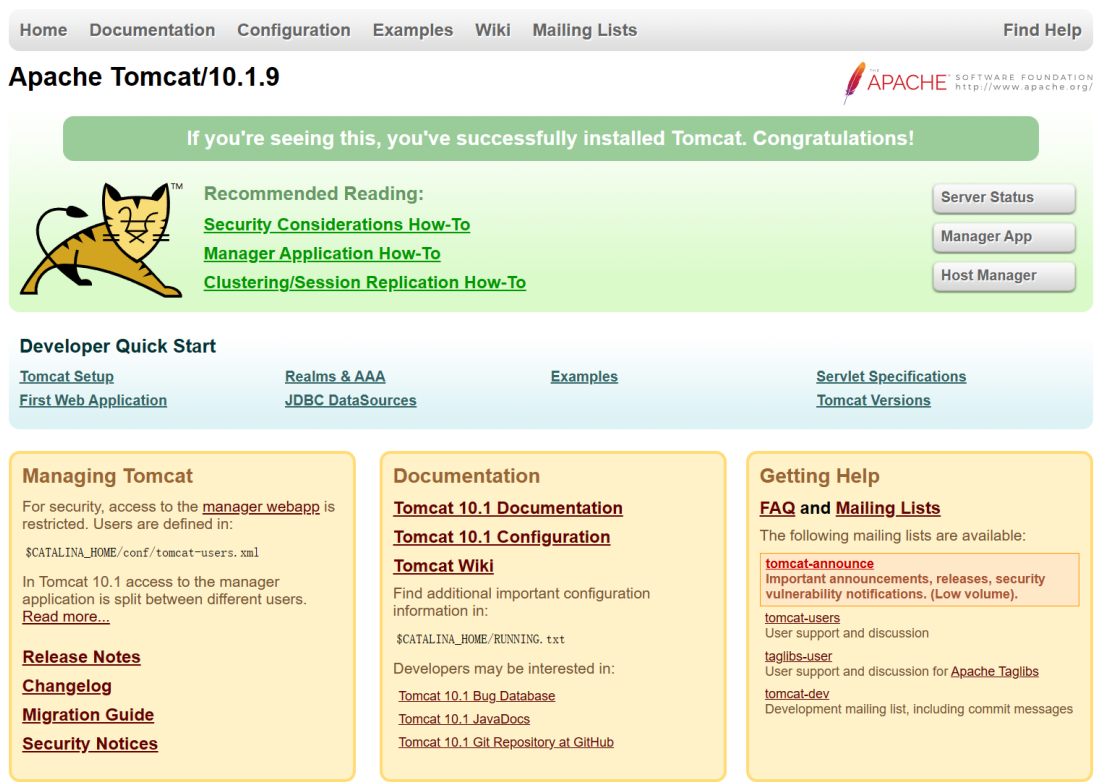 Home Documentation Configuration Examples Wiki Mailing Lists Find Help
Apache Tomcat/10.1.9
THE
APACHE™ SOFTWARE FOUNDATION
http://www.apache.org/
If you're seeing this, you've successfully installed Tomcat. Congratulations!
TM
Recommended Reading:
Security Considerations How-To
Manager Application How-To
Clustering/Session Replication How-To
Server Status
Manager App
Host Manager
Developer Quick Start
Tomcat Setup
First Web Application
Realms & AAA
JDBC DataSources
Examples
Servlet Specifications
Tomcat Versions
Managing Tomcat
For security, access to the manager webapp is
restricted. Users are defined in:
$CATALINA_HOME/conf/tomcat-users.xml
In Tomcat 10.1 access to the manager
application is split between different users.
Read more...
Release Notes
Changelog
Migration Guide
Security Notices
Documentation
Tomcat 10.1 Documentation
Tomcat 10.1 Configuration
Tomcat Wiki
Find additional important configuration
information in:
$CATALINA_HOME/RUNNING.txt
Developers may be interested in:
Tomcat 10.1 Bug Database
Tomcat 10.1 JavaDocs
Tomcat 10.1 Git Repository at GitHub
Getting Help
FAQ and Mailing Lists
The following mailing lists are available:
tomcat-announce
Important announcements, releases, security
vulnerability notifications. (Low volume).
tomcat-users
User support and discussion
taglibs-user
User support and discussion for Apache Taglibs
tomcat-dev
Development mailing list, including commit messages